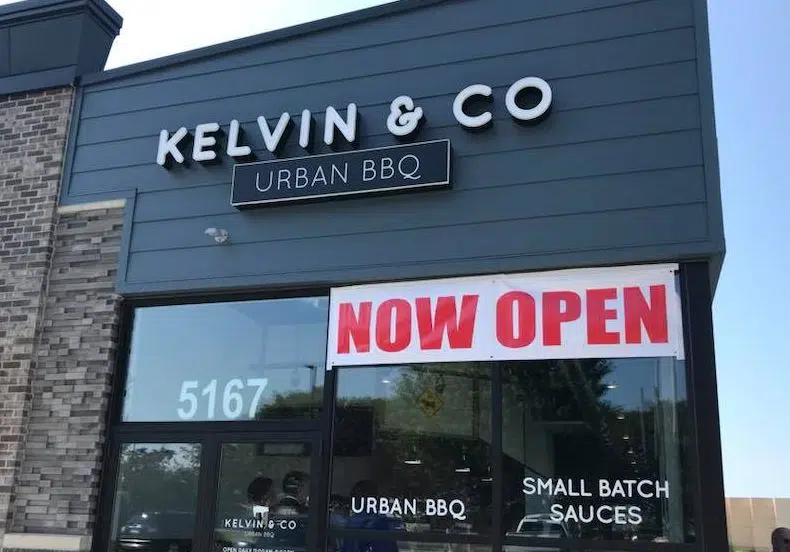 KELVIN & CO
URBAN BBQ
NOW OPEN
5167
KELVIN & CO
URBAN BBQ
URBAN BBQ
SMALL BATCH
SAUCES